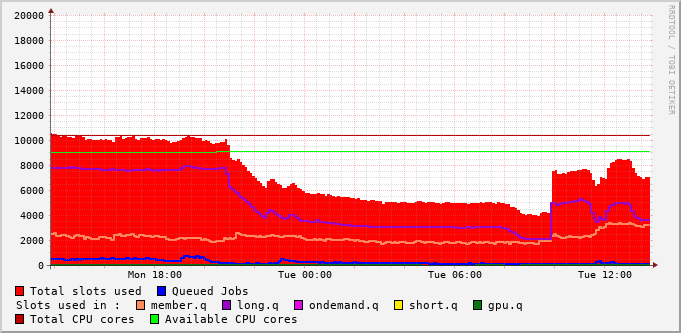 20000
18000
16000
14000
12000
10000
8000
6000
4000
2000
0
Mon 18:00 Tue 00:00 Tue 06:00 Tue 12:00
Total slots used Queued Jobs
Slots used in : member.q long.q ondemand.q short.q gpu.q
Total CPU cores Available CPU cores
RRDTOOL / TOBI OETIKER